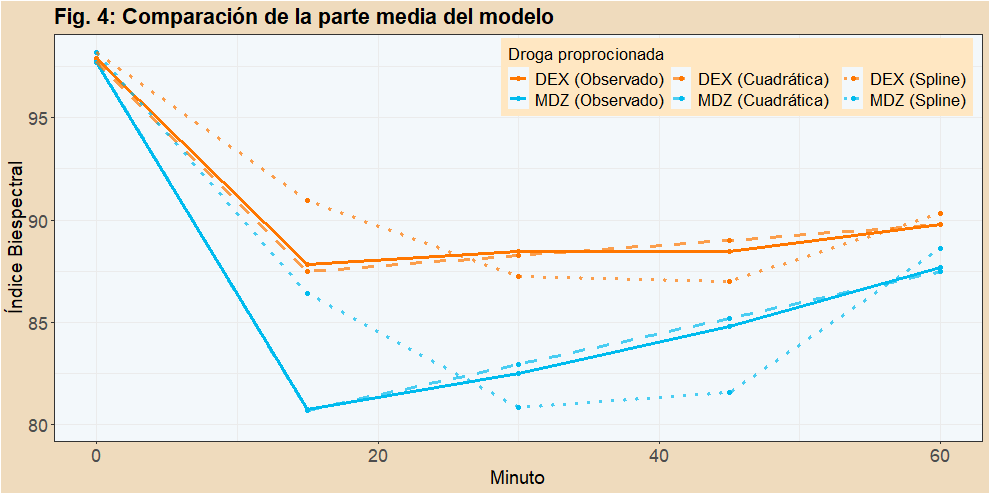 Fig. 4: Comparación de la parte media del modelo
Droga proprocionada
DEX (Observado) DEX (Cuadrática) DEX (Spline)
MDZ (Observado) MDZ (Cuadrática) MDZ (Spline)
Índice Biespectral
95
90
85
80
0 20 40 60
Minuto